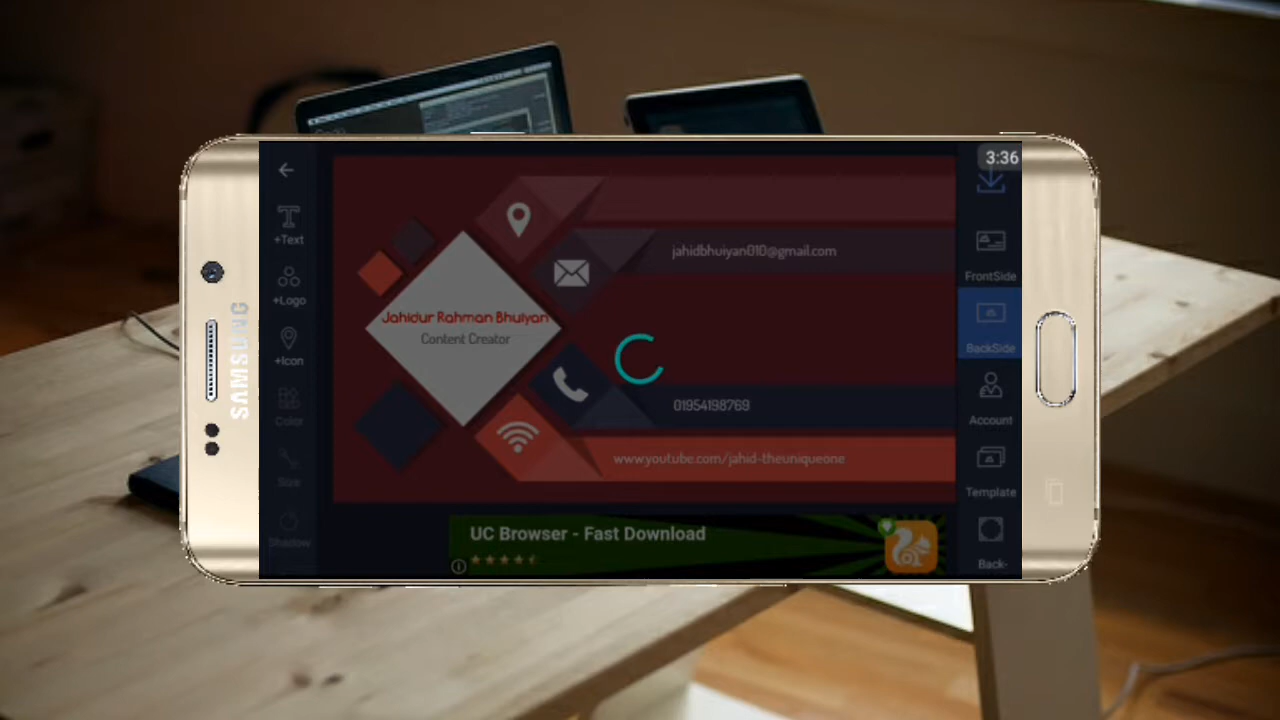 3:36
SAMSUNG
+Text
+Logo
+Icon
Color
Size
Shadow
jahidbhuiyan010@gmail.com
Jahidur Rahman Bhuiyan
Content Creator
01954198769
www.youtube.com/jahid-theuniqueone
FrontSide
BackSide
Account
Template
Back-
UC Browser - Fast Download